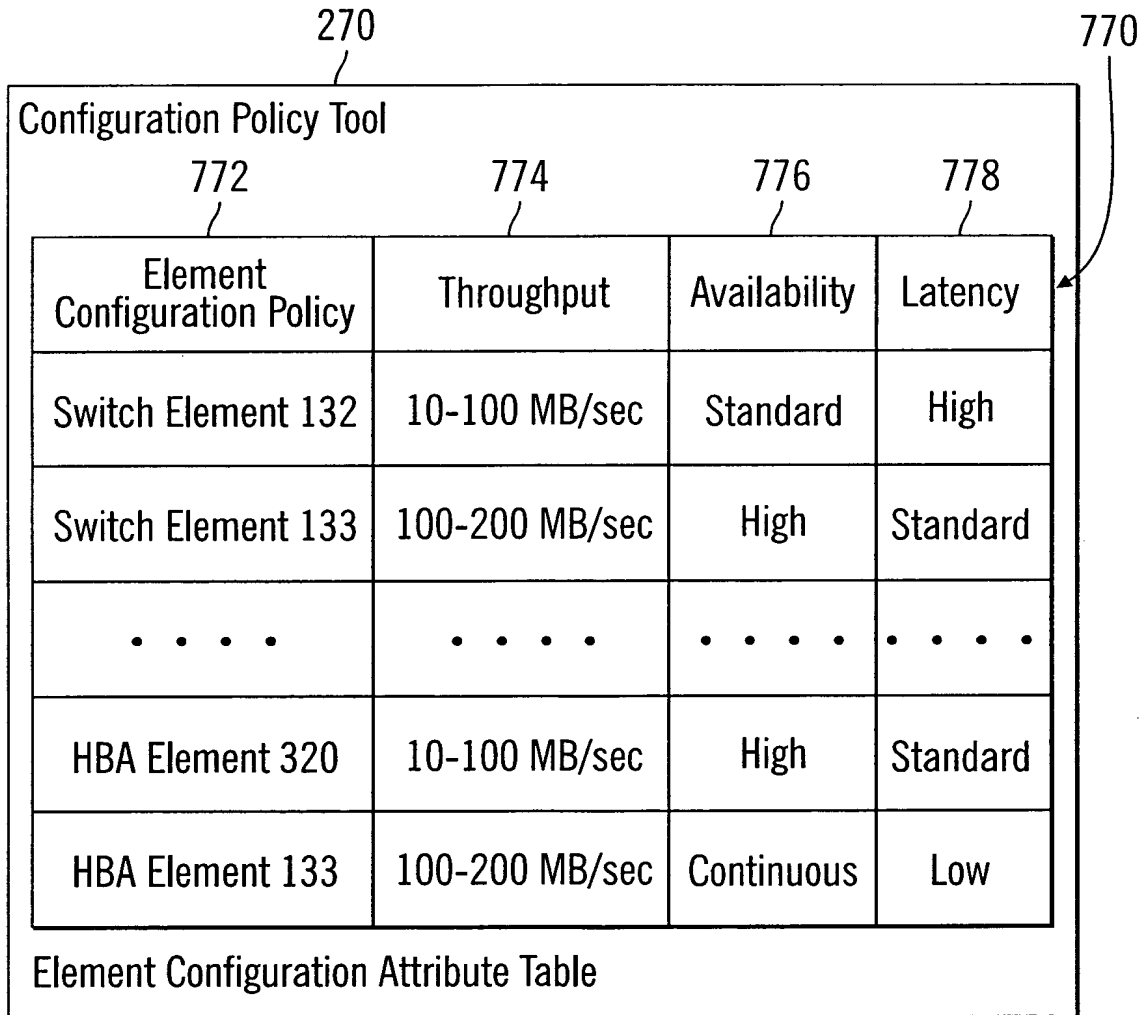 270
770
Configuration Policy Tool
772 774 776 778
Element Configuration Policy Throughput Availability Latency
Switch Element 132 10-100 MB/sec Standard High
Switch Element 133 100-200 MB/sec High Standard
• • • • • • • • • • • • • • • •
HBA Element 320 10-100 MB/sec High Standard
HBA Element 133 100-200 MB/sec Continuous Low
Element Configuration Attribute Table